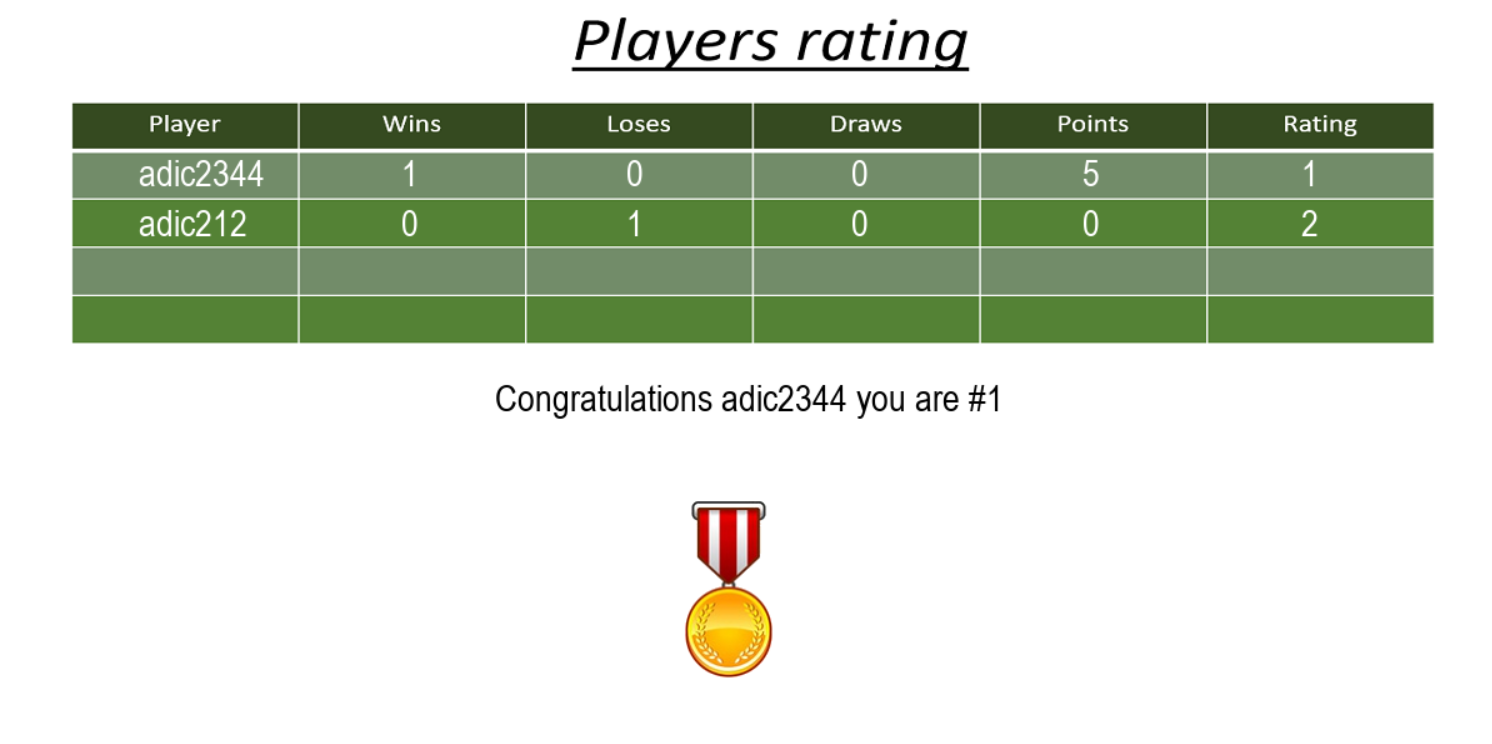 Players rating
Player Wins Loses Draws Points Rating
adic2344 1 0 0 5 1
adic212 0 1 0 0 2
Congratulations adic2344 you are #1